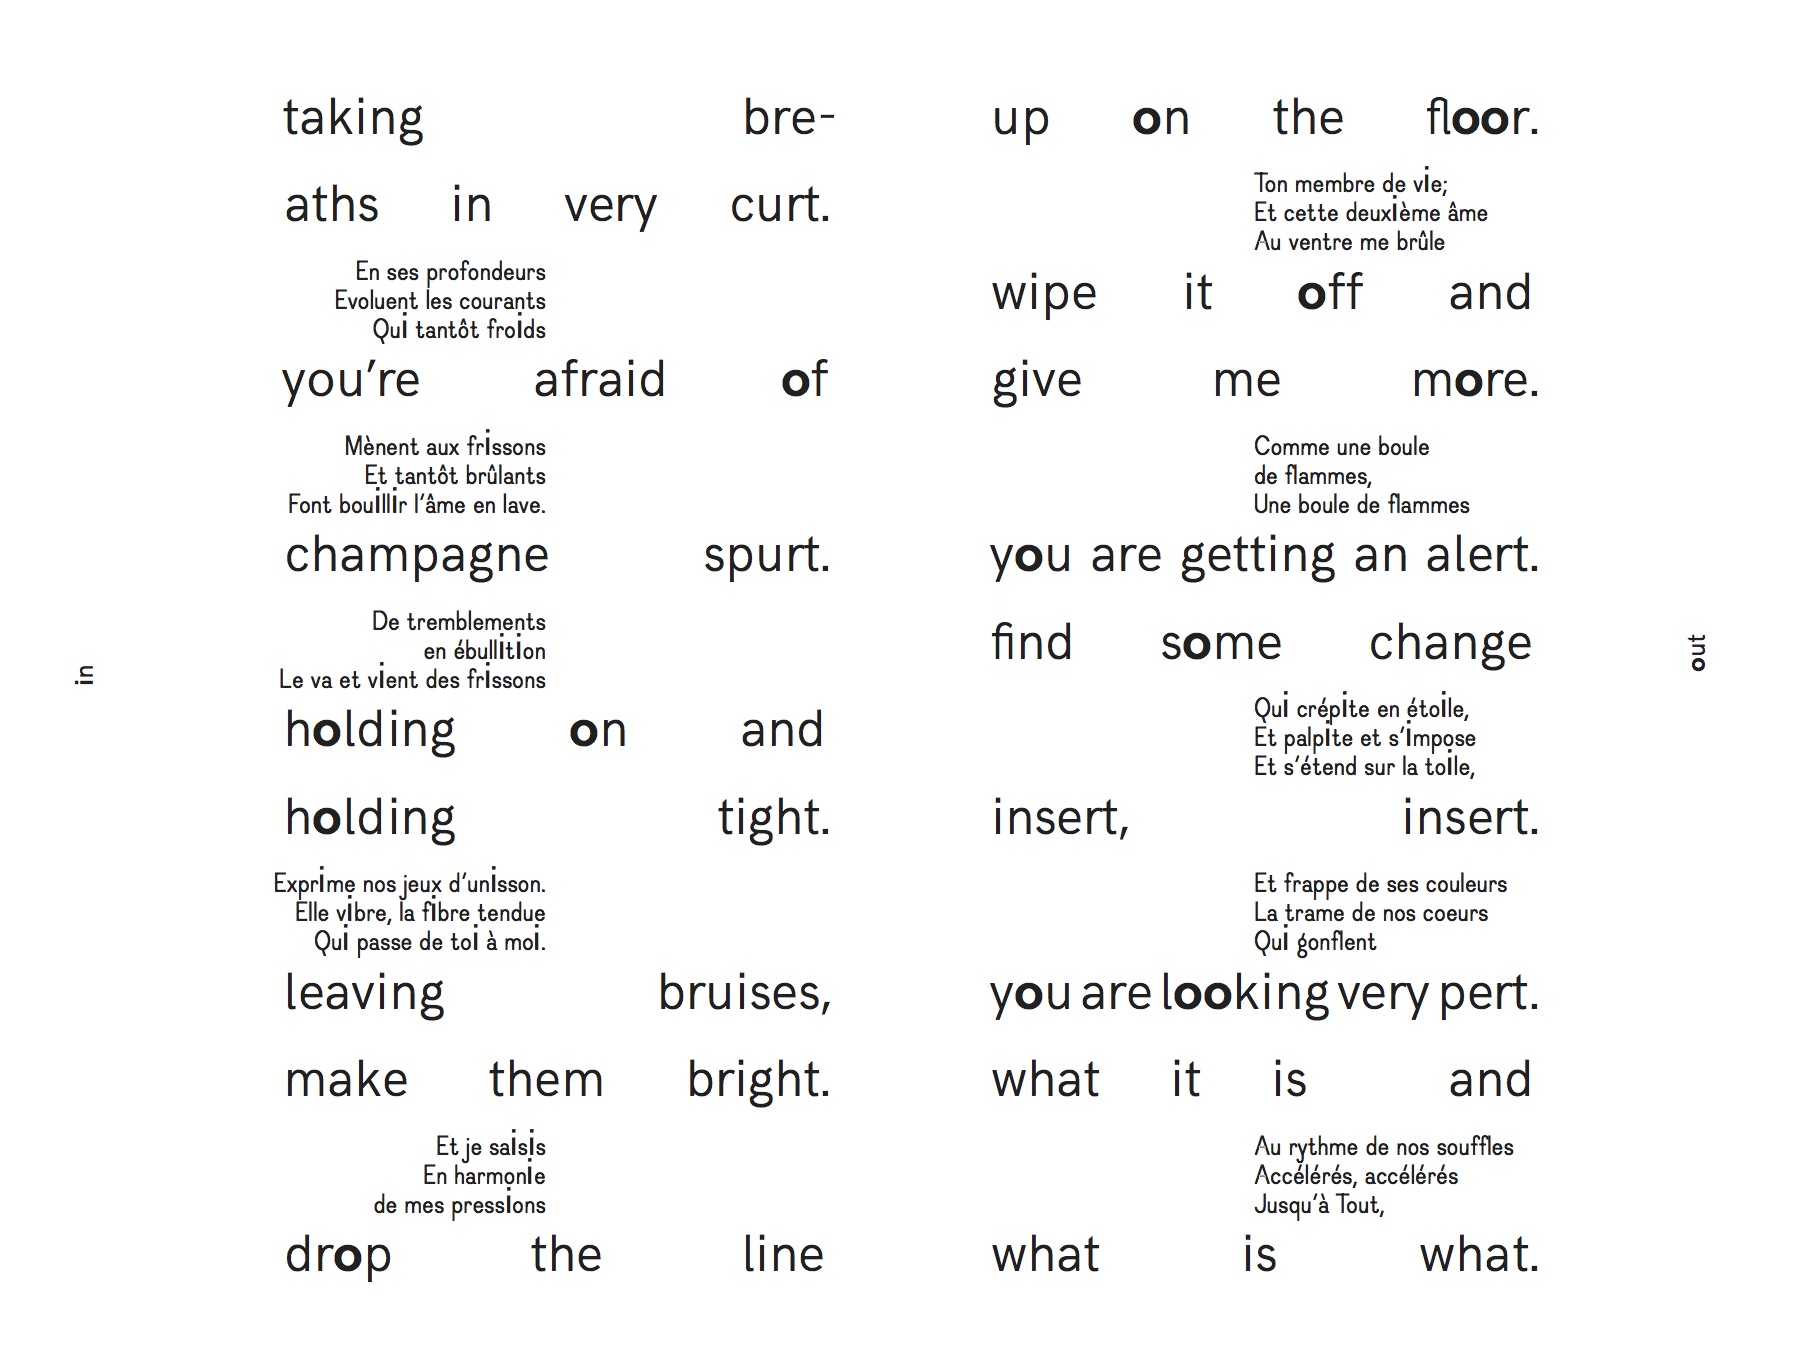 in
taking bre-
aths in very curt.
En ses profondeurs
Evoluent les courants
Qui tantôt froids
you're afraid of
Mènent aux frissons
Et tantôt brûlants
Font bouillir l'âme en lave.
champagne spurt.
De tremblements
en ébullition
Le va et vient des frissons
holding on and
holding tight.
Exprime nos jeux d'unisson.
Elle vibre, la fibre tendue
Qui passe de toi à moi.
leaving bruises,
make them bright.
Et je saisis
En harmonie
de mes pressions
drop the line
up on the floor.
Ton membre de vie;
Et cette deuxième âme
Au ventre me brûle
wipe it off and
give me more.
Comme une boule
de flammes,
Une boule de flammes
you are getting an alert.
find some change
Qui crépite en étoile,
Et palpite et s'impose
Et s'étend sur la toile,
insert, insert.
Et frappe de ses couleurs
La trame de nos coeurs
Qui gonflent
you are looking very pert.
what it is and
Au rythme de nos souffles
Accélérés, accélérés
Jusqu'à Tout,
what is what.
out